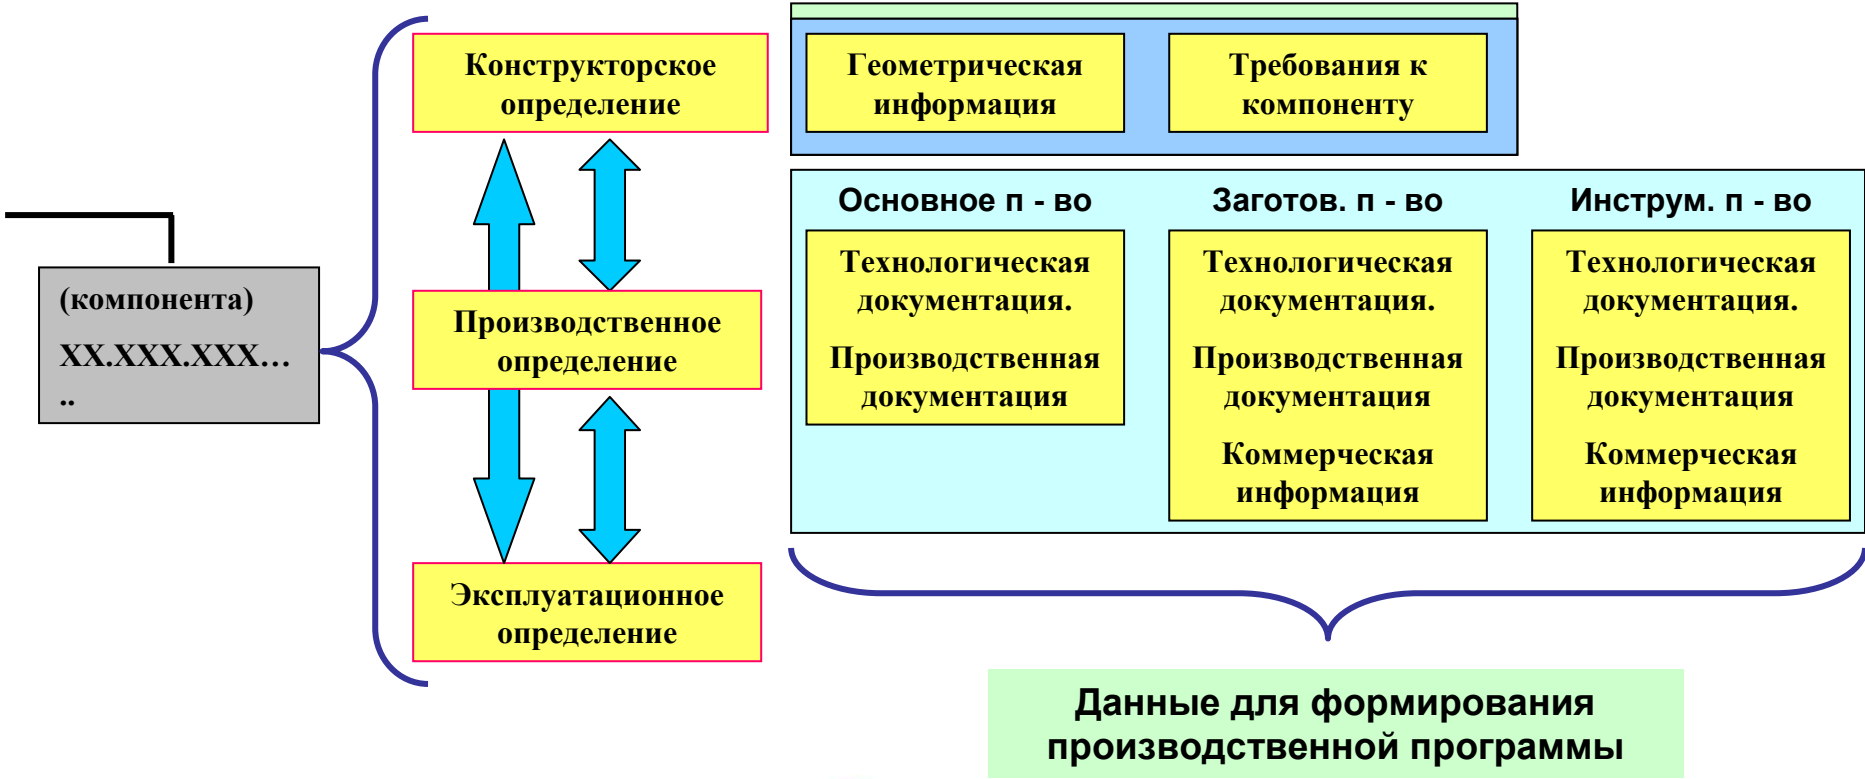 (компонента)
XX.XXX.XXX…
..
Конструкторское
определение
Производственное
определение
Эксплуатационное
определение
Геометрическая
информация
Требования к
компоненту
Основное п - во
Технологическая
документация.
Производственная
документация
Заготов. п - во
Технологическая
документация.
Производственная
документация
Коммерческая
информация
Инструм. п - во
Технологическая
документация.
Производственная
документация
Коммерческая
информация
Данные для формирования
производственной программы